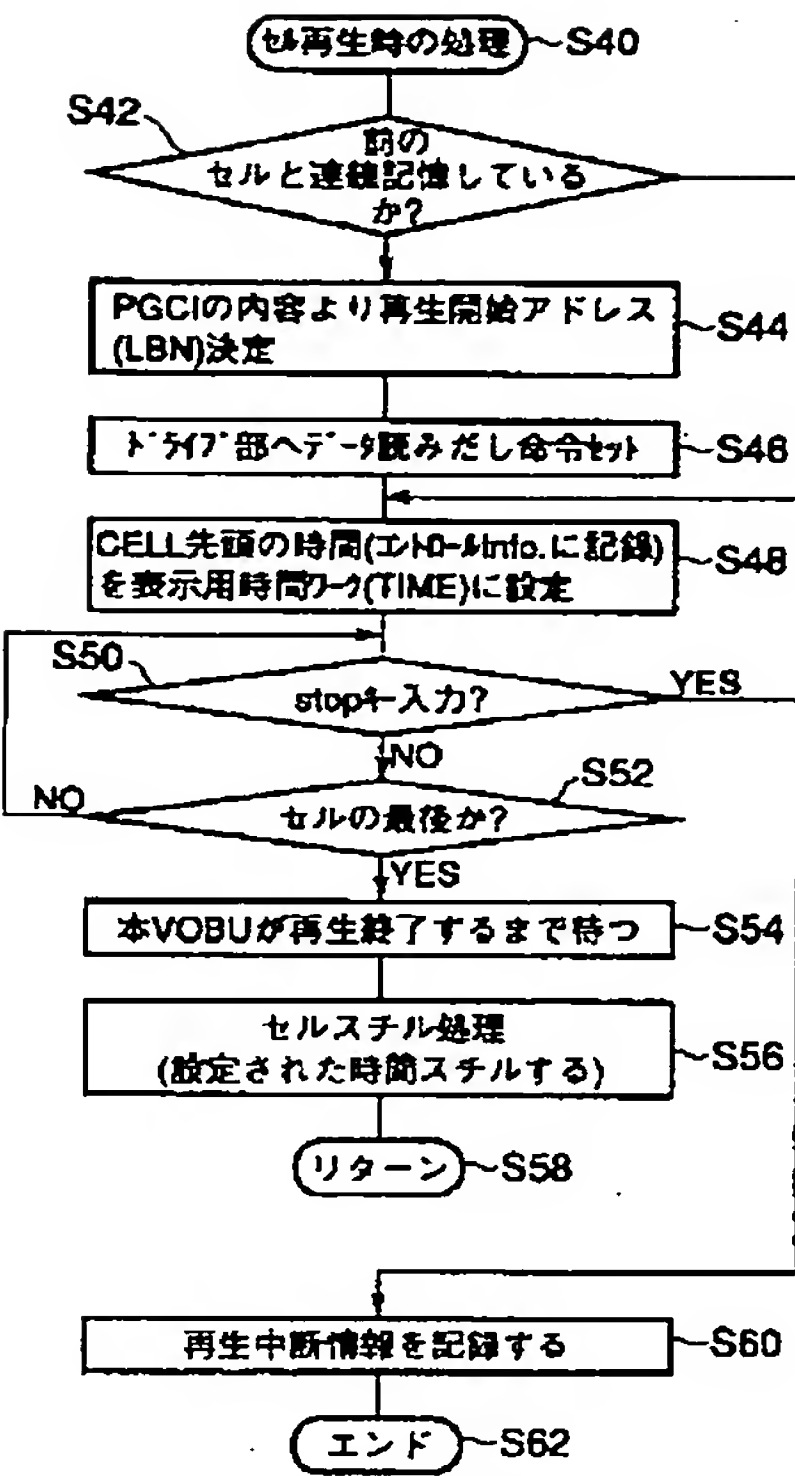 セル再生時の処理 S40
S42
前の
セルと連続記憶している
か?
PGCIの内容より再生開始アドレス
(LBN)決定
S44
ドライブ部へデータ読みだし命令セット S46
CELL先頭の時間(エントロールInfo.に記録)
を表示用時間ワーク(TIME)に設定
S48
S50
stopキー入力?
YES
NO
S52
NO
セルの最後か?
YES
本VOBUが再生終了するまで待つ S54
セルスチル処理
(設定された時間スチルする)
S56
リターン S58
再生中断情報を記録する S60
エンド S62